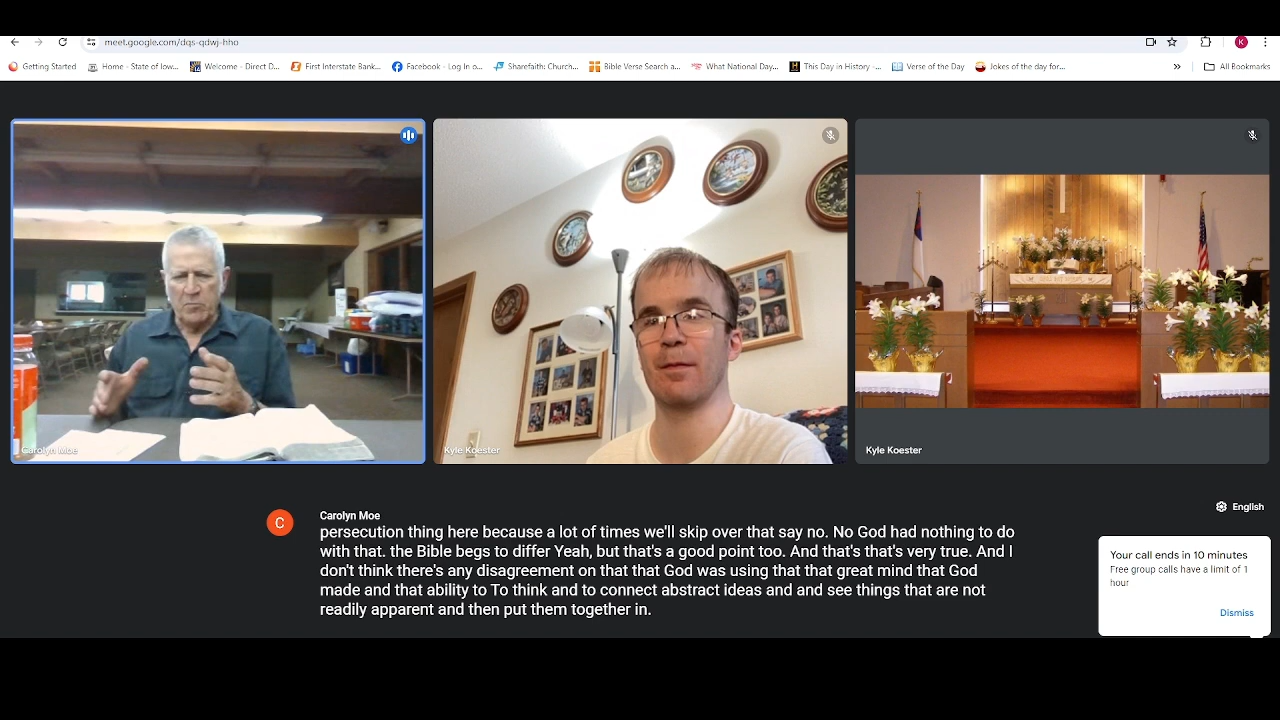 meet.google.com/dqs-qdwj-hho
Getting Started Home - State of Iow... Welcome - Direct D... First Interstate Bank... Facebook - Log In o... Sharefaith: Church... Bible Verse Search a... What National Day... This Day in History -... Verse of the Day Jokes of the day for... » All Bookmarks
K
Carolyn Moe
Kyle Koester
Kyle Koester
English
C
Carolyn Moe
persecution thing here because a lot of times we'll skip over that say no. No God had nothing to do
with that. the Bible begs to differ Yeah, but that's a good point too. And that's that's very true. And I
don't think there's any disagreement on that that God was using that that great mind that God
made and that ability to To think and to connect abstract ideas and and see things that are not
readily apparent and then put them together in.
Your call ends in 10 minutes
Free group calls have a limit of 1
hour
Dismiss